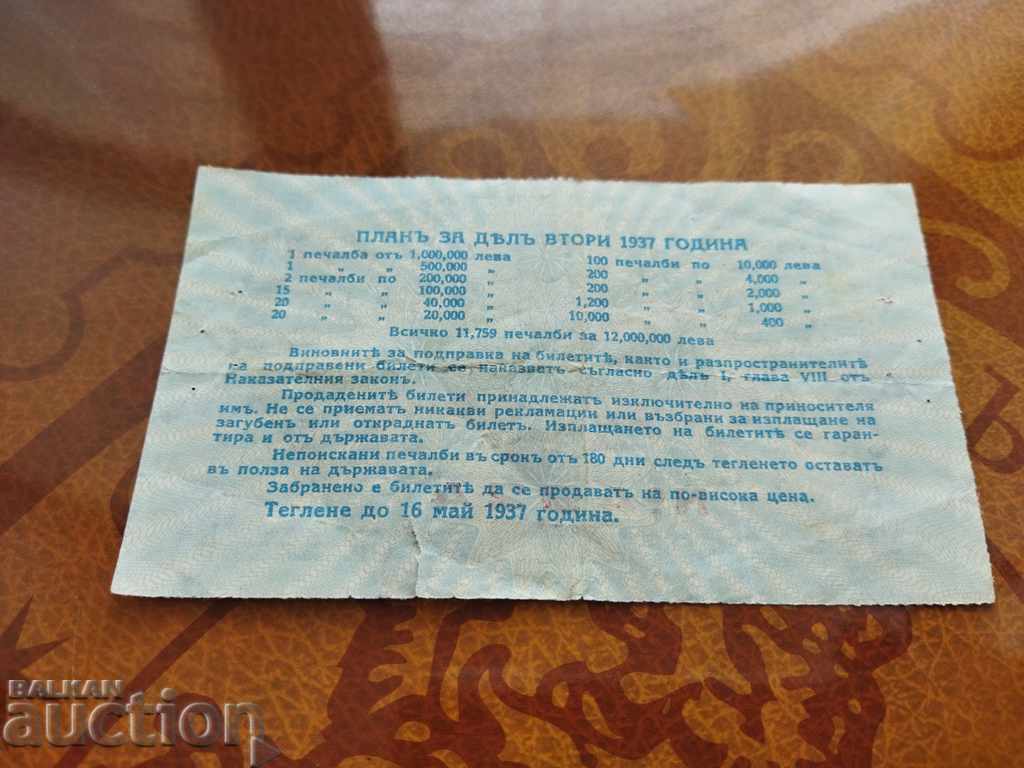 ПЛАНЪ ЗА ДѢЛЪ ВТОРИ 1937 ГОДИНА
1 печалба отъ 1,000,000 лева 100 печалби по 10,000 лева
1 „ „ 500,000 „ 200 „ „ 4,000 „
2 печалби по 200,000 „ 200 „ „ 2,000 „
15 „ „ 100,000 „ 1,200 „ „ 1,000 „
20 „ „ 40,000 „ 10,000 „ „ 400 „
20 „ „ 20,000 „
Всичко 11,759 печалби за 12,000,000 лева
Виновнитѣ за подправка на билетитѣ, както и разпространителитѣ
на подправени билети се наказватъ съгласно дѣлъ I, глава VIII отъ
Наказателния законъ.
Продаденитѣ билети принадлежатъ изключително на приносителя
имъ. Не се приематъ никакви рекламации или възбрани за изплащане на
загубенъ или откраднатъ билетъ. Изплащането на билетитѣ се гаран-
тира и отъ държавата.
Непоискани печалби въ срокъ отъ 180 дни следъ тегленето оставатъ
въ полза на държавата.
Забранено е билетитѣ да се продаватъ на по-висока цена.
Теглене до 16 май 1937 година.
BALKAN
auction